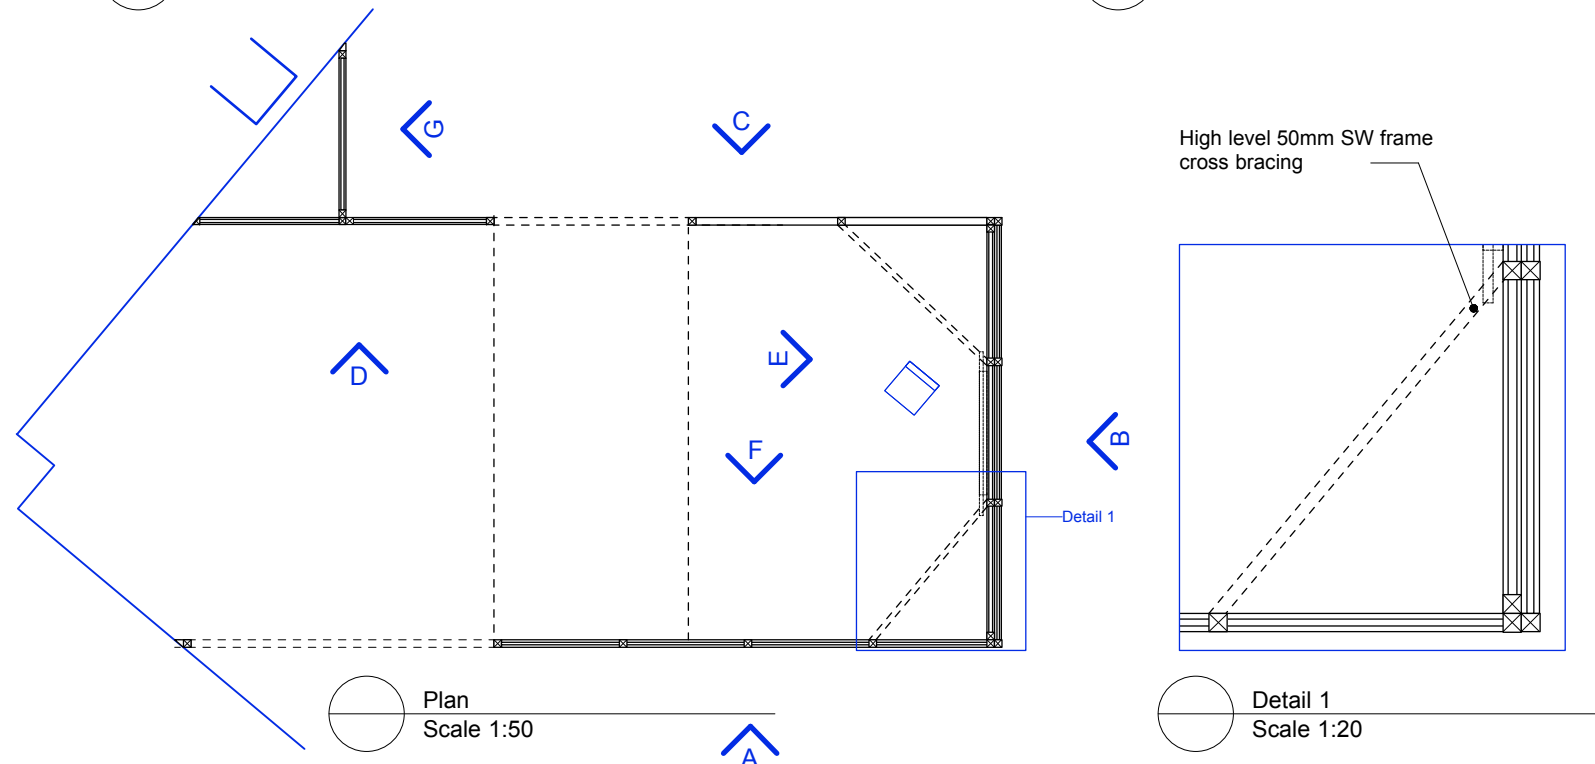 G
C
High level 50mm SW frame
cross bracing
E
D
B
F
Detail 1
Plan
Scale 1:50
Detail 1
Scale 1:20
A